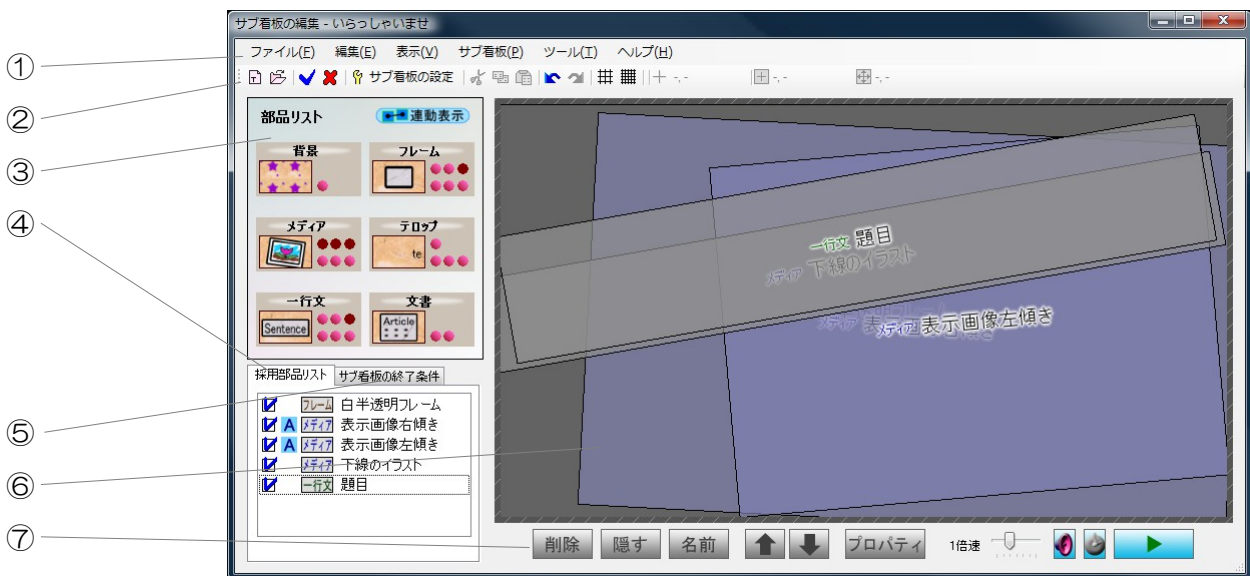 サブ看板の編集 - いらっしゃいませ
① ファイル(F) 編集(E) 表示(V) サブ看板(P) ツール(T) ヘルプ(H)
② サブ看板の設定 -,- -,- -,-
③ 部品リスト 連動表示
背景 フレーム
メディア テロップ
te
一行文 文書
Sentence Article
④ 採用部品リスト サブ看板の終了条件
フレーム 白半透明フレーム
A メディア 表示画像右傾き
A メディア 表示画像左傾き
メディア 下線のイラスト
一行文 題目
⑤
⑥
一行文 題目
メディア 下線のイラスト
メディア 表示画像左傾き
⑦ 削除 隠す 名前 プロパティ 1倍速